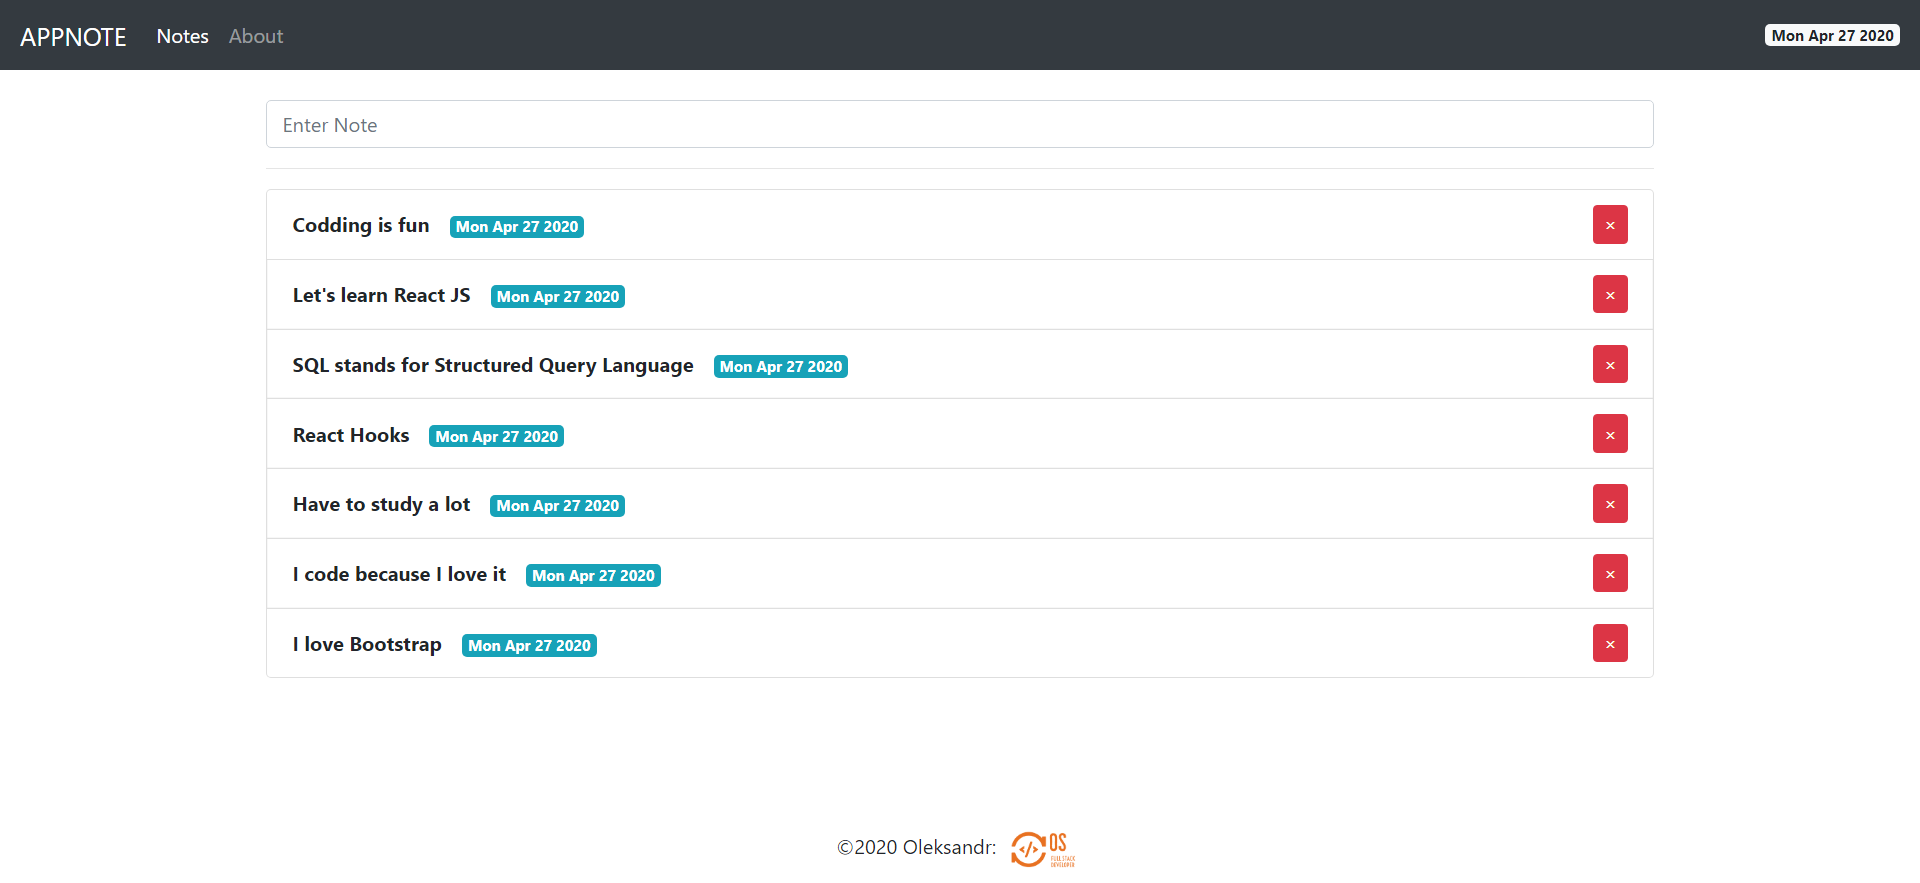 APPNOTE Notes About Mon Apr 27 2020
Enter Note
Codding is fun Mon Apr 27 2020 ×
Let's learn React JS Mon Apr 27 2020 ×
SQL stands for Structured Query Language Mon Apr 27 2020 ×
React Hooks Mon Apr 27 2020 ×
Have to study a lot Mon Apr 27 2020 ×
I code because I love it Mon Apr 27 2020 ×
I love Bootstrap Mon Apr 27 2020 ×
©2020 Oleksandr: </> OS
FULL STACK
DEVELOPER